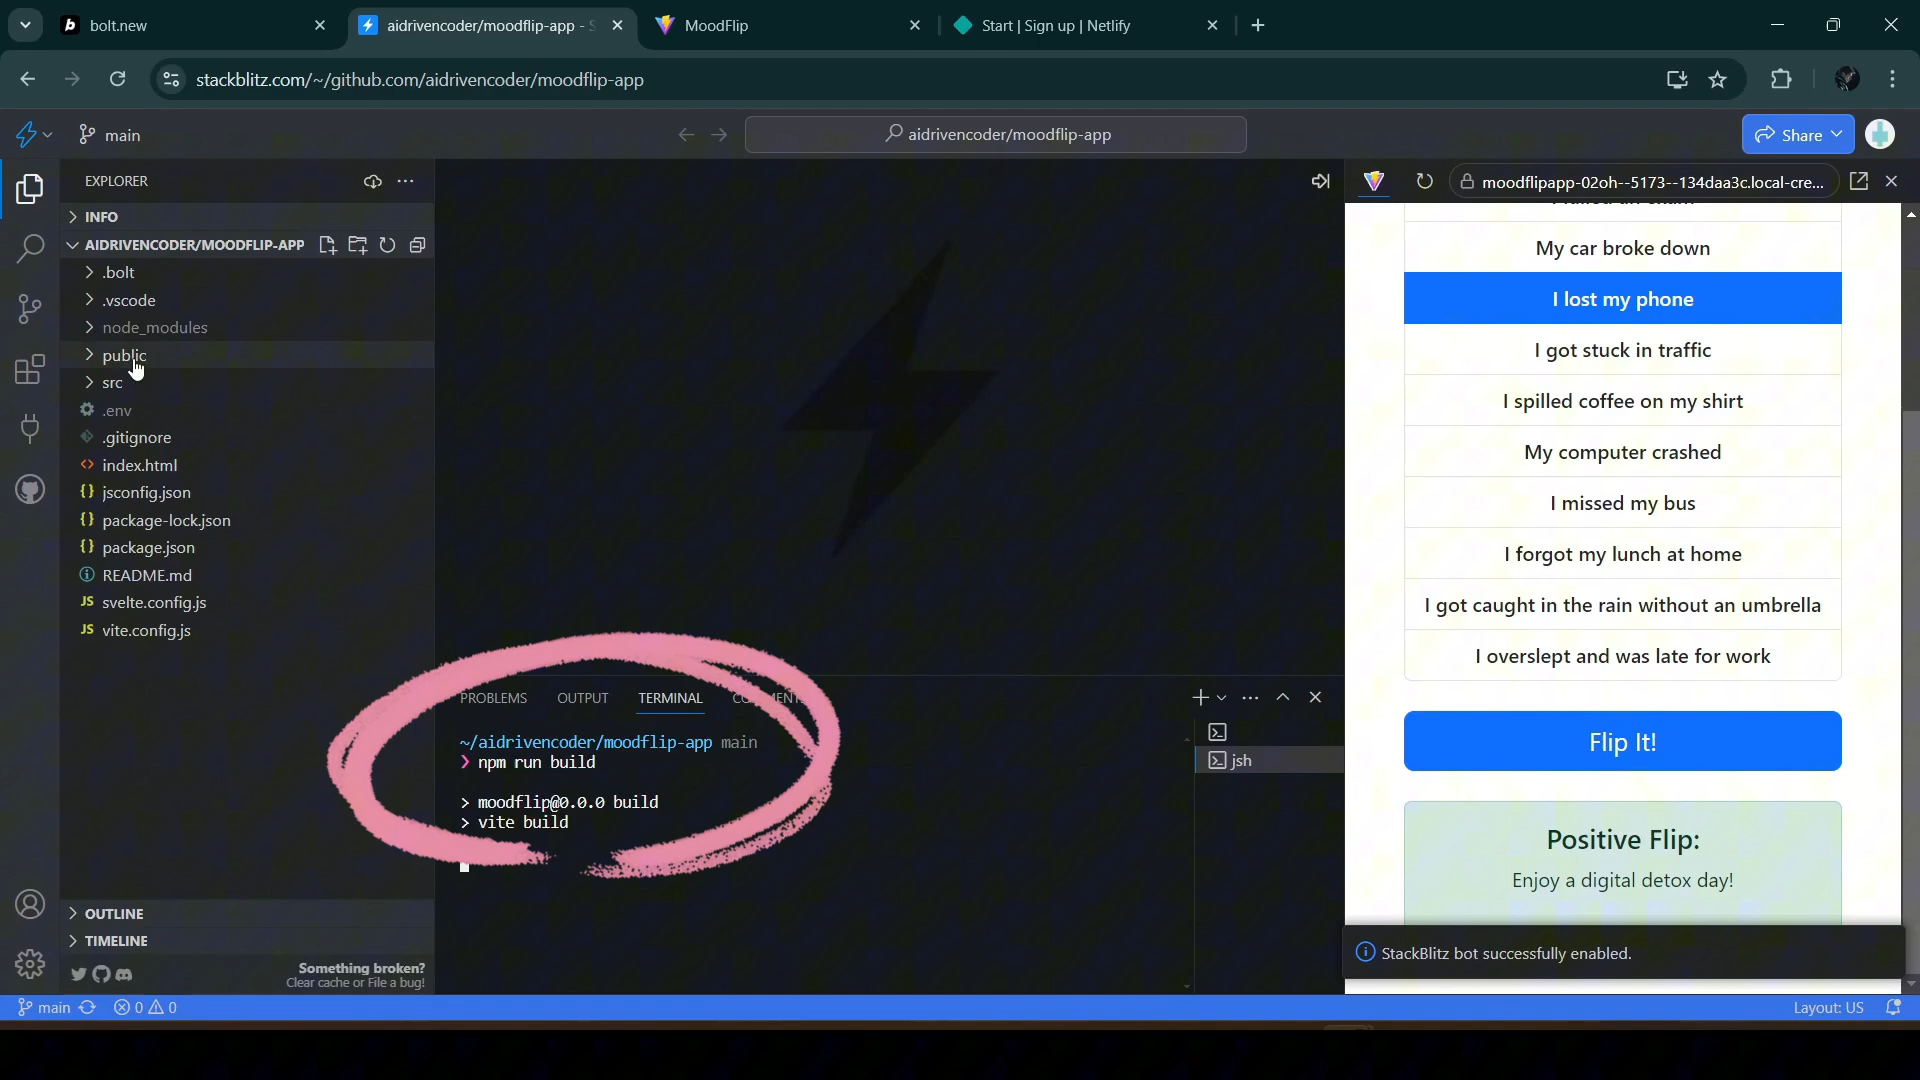 bolt.new
aidrivencoder/moodflip-app - S
MoodFlip
Start | Sign up | Netlify
stackblitz.com/~/github.com/aidrivencoder/moodflip-app
main
aidrivencoder/moodflip-app
Share
EXPLORER
INFO
AIDRIVENCODER/MOODFLIP-APP
.bolt
.vscode
node_modules
public
src
.env
.gitignore
index.html
jsconfig.json
package-lock.json
package.json
README.md
svelte.config.js
vite.config.js
OUTLINE
TIMELINE
Something broken?
Clear cache or File a bug!
PROBLEMS
OUTPUT
TERMINAL
COMMENTS
~/aidrivencoder/moodflip-app main
❯ npm run build
> moodflip@0.0.0 build
> vite build
jsh
moodflipapp-02oh--5173--134daa3c.local-cre...
My car broke down
I lost my phone
I got stuck in traffic
I spilled coffee on my shirt
My computer crashed
I missed my bus
I forgot my lunch at home
I got caught in the rain without an umbrella
I overslept and was late for work
Flip It!
Positive Flip:
Enjoy a digital detox day!
StackBlitz bot successfully enabled.
main
0
0
Layout: US